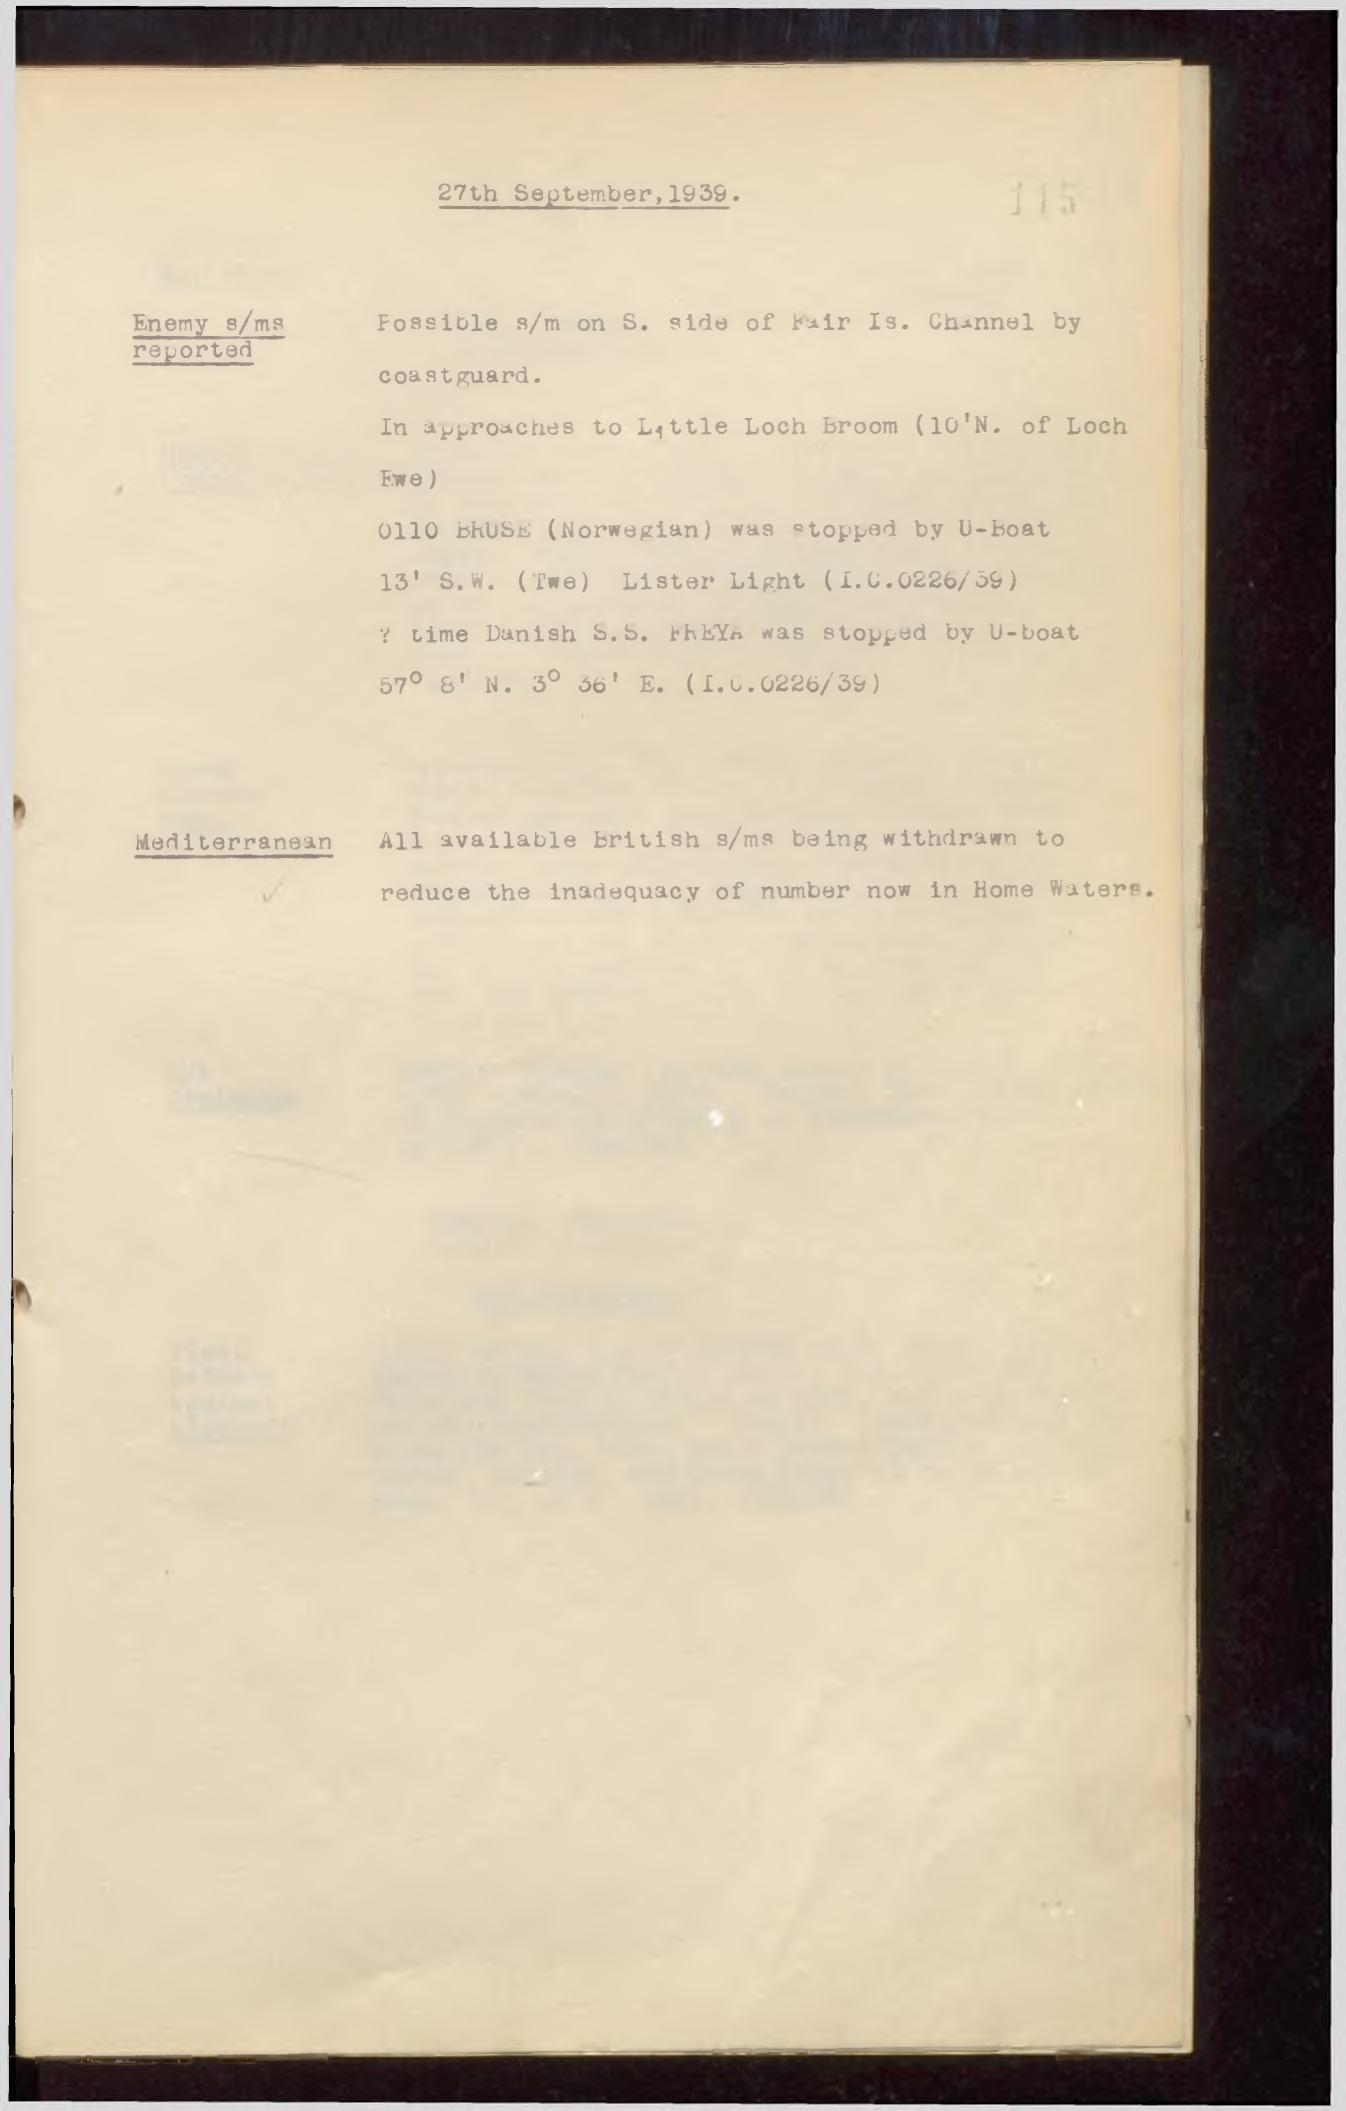 27th September,1939.
115
Enemy s/ms
reported
Possible s/m on S. side of Fair Is. Channel by
coastguard.
In approaches to Little Loch Broom (10'N. of Loch
Ewe)
0110 BRUSE (Norwegian) was stopped by U-Boat
13' S.W. (Twe) Lister Light (I.C.0226/39)
? time Danish S.S. FREYA was stopped by U-boat
57° 8' N. 3° 36' E. (I.C.0226/39)
Mediterranean
All available British s/ms being withdrawn to
reduce the inadequacy of number now in Home Waters.